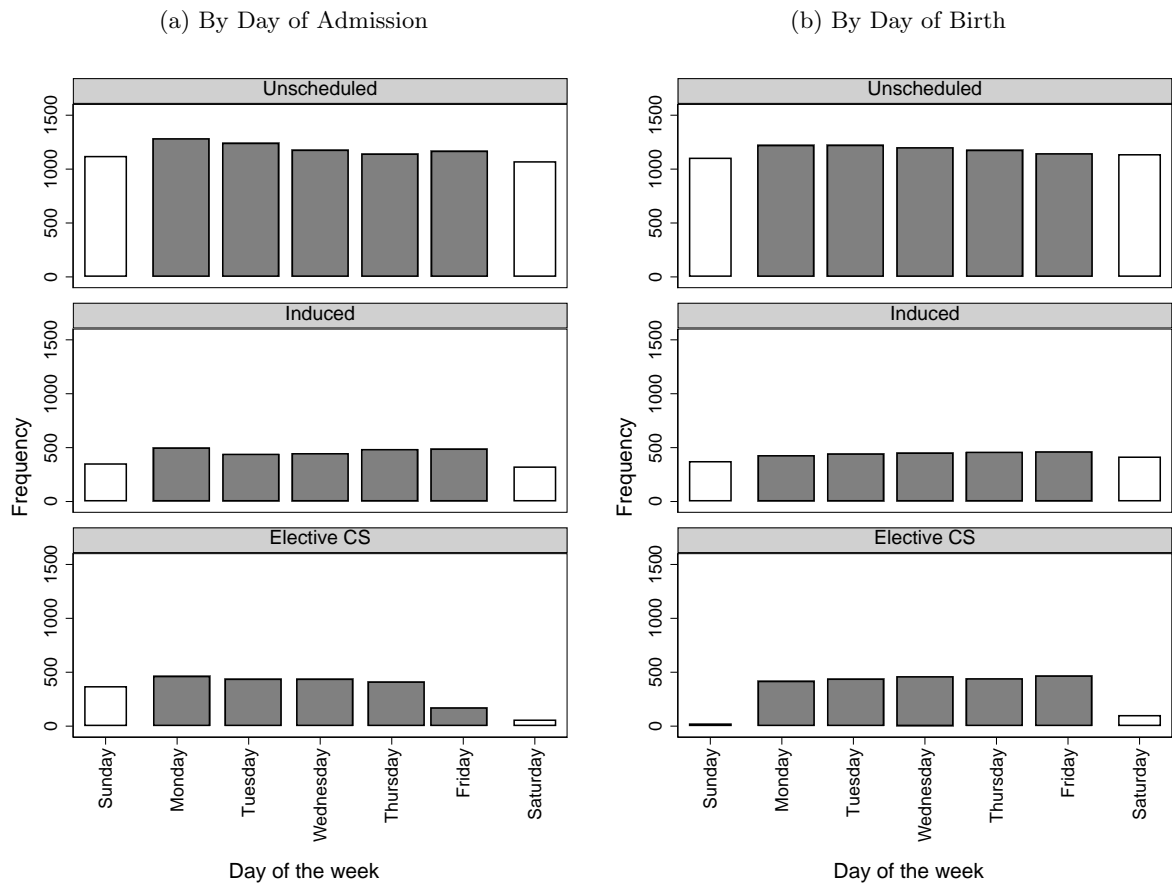 (a) By Day of Admission
Unscheduled
1500
1000
500
0
Induced
1500
1000
500
0
Elective CS
1500
1000
500
0
Frequency
Sunday
Monday
Tuesday
Wednesday
Thursday
Friday
Saturday
Day of the week
(b) By Day of Birth
Unscheduled
1500
1000
500
0
Induced
1500
1000
500
0
Elective CS
1500
1000
500
0
Frequency
Sunday
Monday
Tuesday
Wednesday
Thursday
Friday
Saturday
Day of the week